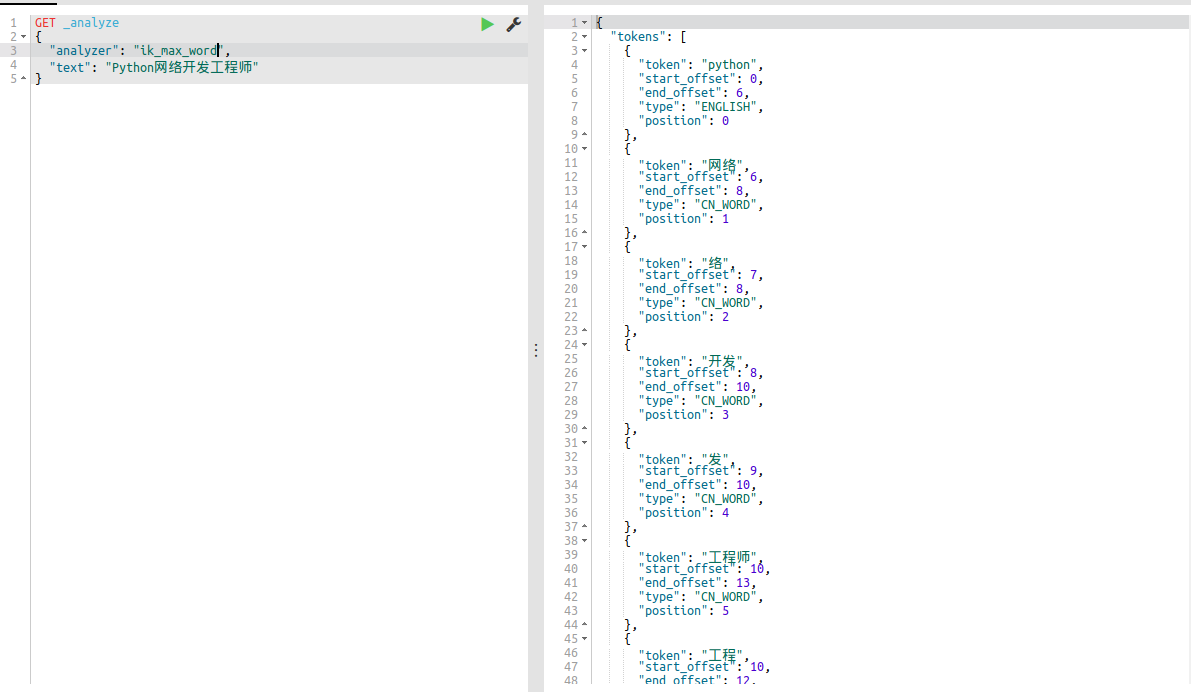 1 GET _analyze
2 {
3 "analyzer": "ik_max_word",
4 "text": "Python网络开发工程师"
5 }
1 {
2 "tokens": [
3 {
4 "token": "python",
5 "start_offset": 0,
6 "end_offset": 6,
7 "type": "ENGLISH",
8 "position": 0
9 },
10 {
11 "token": "网络",
12 "start_offset": 6,
13 "end_offset": 8,
14 "type": "CN_WORD",
15 "position": 1
16 },
17 {
18 "token": "络",
19 "start_offset": 7,
20 "end_offset": 8,
21 "type": "CN_WORD",
22 "position": 2
23 },
24 {
25 "token": "开发",
26 "start_offset": 8,
27 "end_offset": 10,
28 "type": "CN_WORD",
29 "position": 3
30 },
31 {
32 "token": "发",
33 "start_offset": 9,
34 "end_offset": 10,
35 "type": "CN_WORD",
36 "position": 4
37 },
38 {
39 "token": "工程师",
40 "start_offset": 10,
41 "end_offset": 13,
42 "type": "CN_WORD",
43 "position": 5
44 },
45 {
46 "token": "工程",
47 "start_offset": 10,
48 "end_offset": 12,